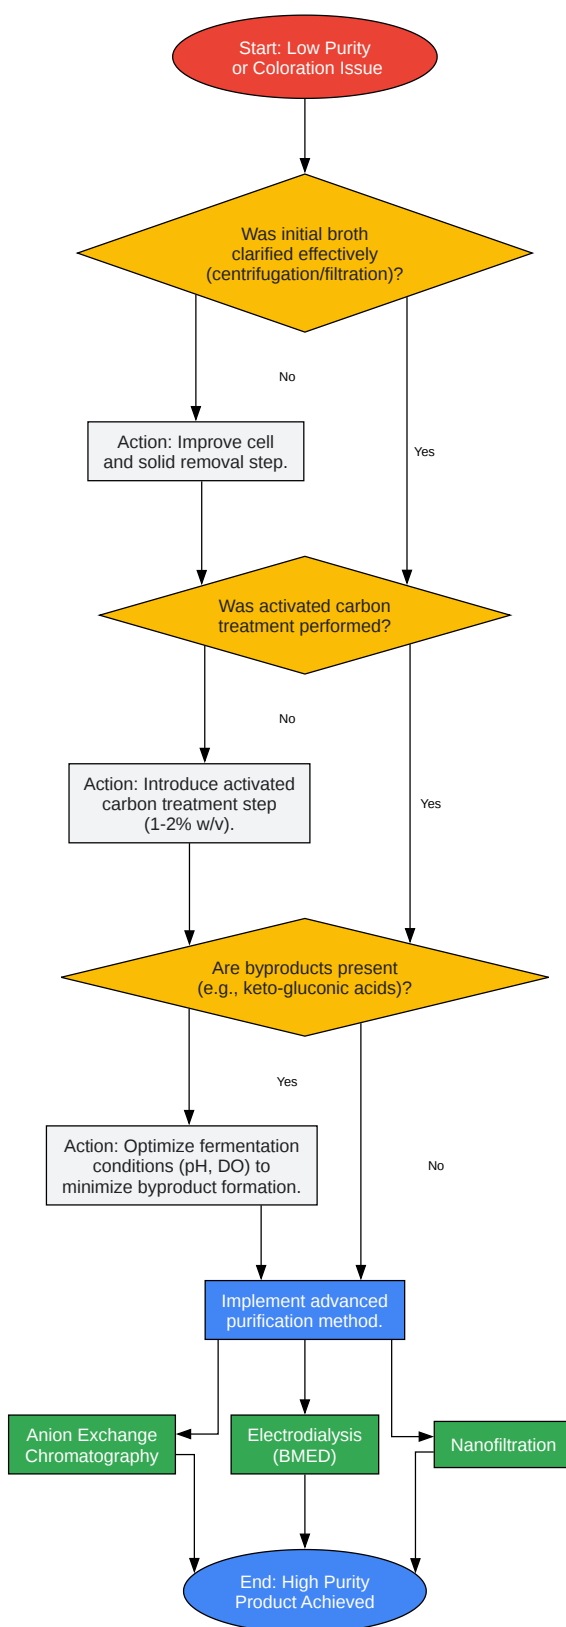 Start: Low Purity
or Coloration Issue
Was initial broth
clarified effectively
(centrifugation/filtration)?
No
Action: Improve cell
and solid removal step.
Yes
Was activated carbon
treatment performed?
No
Action: Introduce activated
carbon treatment step
(1-2% w/v).
Yes
Are byproducts present
(e.g., keto-gluconic acids)?
Yes
Action: Optimize fermentation
conditions (pH, DO) to
minimize byproduct formation.
No
Implement advanced
purification method.
Anion Exchange
Chromatography
Electrodialysis
(BMED)
Nanofiltration
End: High Purity
Product Achieved